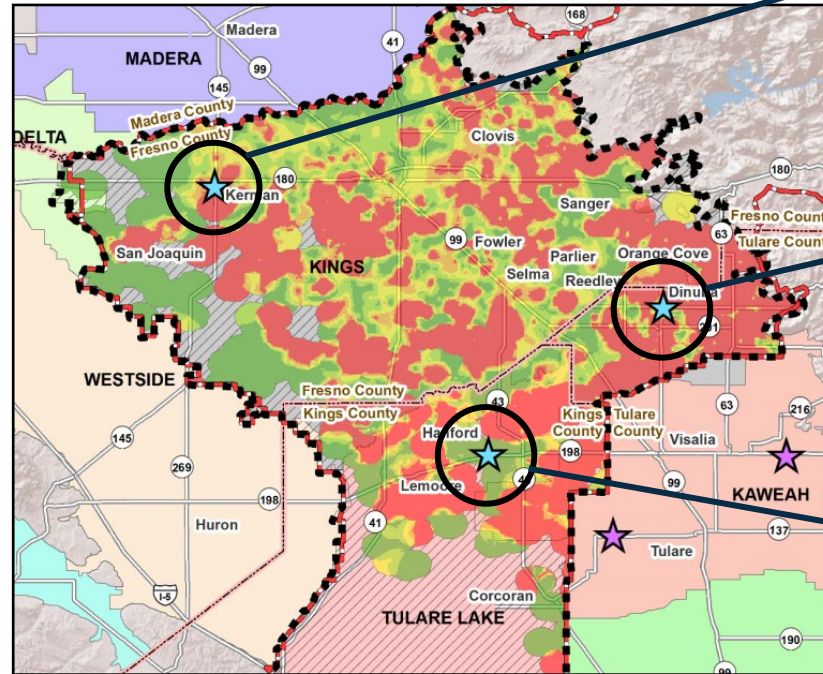 168
41
Madera
MADERA
99
145
Madera County
Fresno County
DELTA
Clovis
180
180
Kerman
Sanger
63
Fresno County
Tulare County
99
Fowler
San Joaquin
Parlier
Orange Cove
KINGS
Selma
Reedley
Dinuba
201
WESTSIDE
Fresno County
Kings County
43
Kings County
Tulare County
63
216
145
Hanford
198
Visalia
269
Lemoore
99
KAWEAH
198
41
137
Huron
Tulare
I-5
Corcoran
TULARE LAKE
190
99